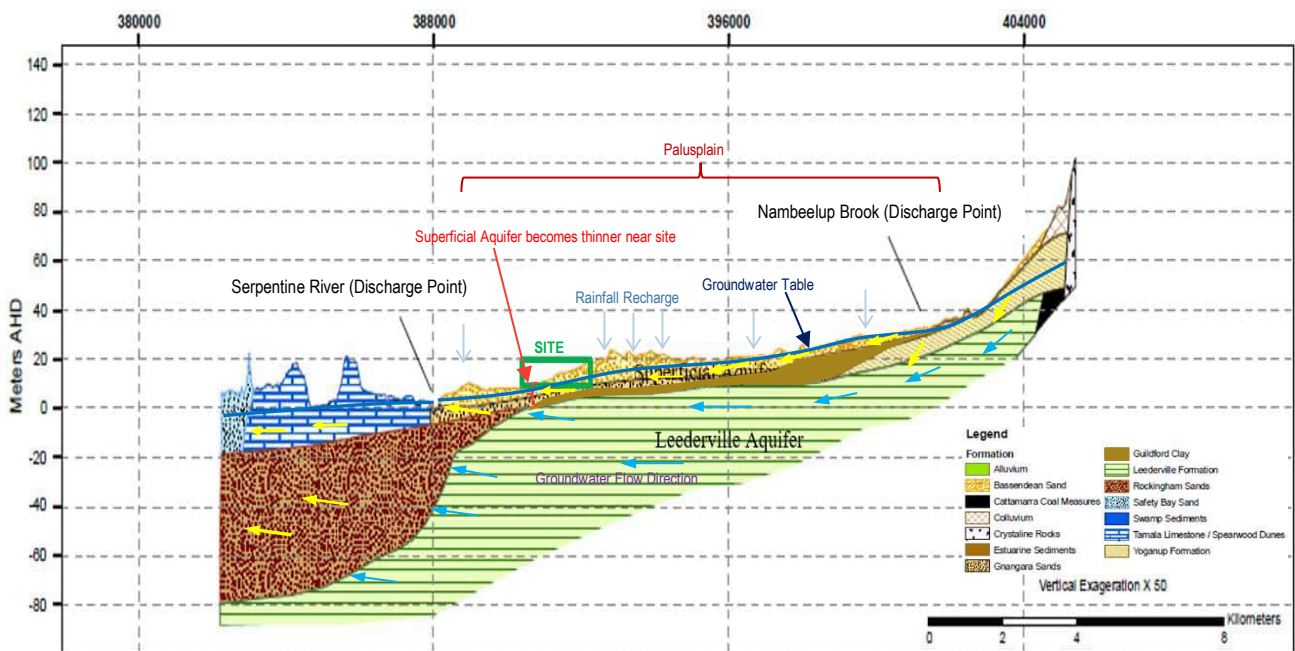 380000 388000 396000 404000
140
120
100
80
60
40
20
0
-20
-40
-60
-80
Meters AHD
Palusplain
Nambeelup Brook (Discharge Point)
Superficial Aquifer becomes thinner near site
Serpentine River (Discharge Point)
Rainfall Recharge
Groundwater Table
SITE
Superficial Aquifer
Leederville Aquifer
Groundwater Flow Direction
Legend
Formation
Alluvium
Bassendean Sand
Cattamarra Coal Measures
Colluvium
Crystaline Rocks
Estuarine Sediments
Gnangara Sands
Guildford Clay
Leederville Formation
Rockingham Sands
Safety Bay Sand
Swamp Sediments
Tamala Limestone / Spearwood Dunes
Yoganup Formation
Vertical Exageration X 50
Kilometers
0 2 4 8